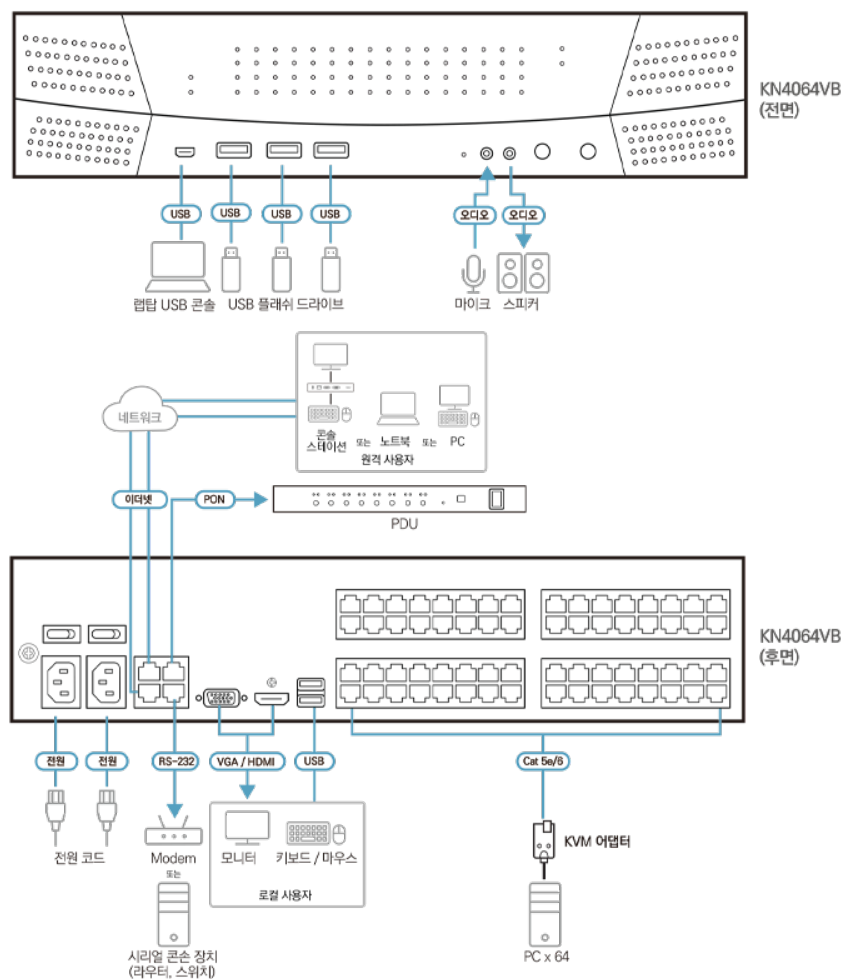 KN4064VB
(전면)
USB
USB
USB
USB
오디오
오디오
랩탑 USB 콘솔
USB 플래쉬 드라이브
마이크
스피커
네트워크
콘솔
스테이션
또는
노트북
또는
PC
원격 사용자
이더넷
PON
PDU
KN4064VB
(후면)
전원
전원
RS-232
VGA / HDMI
USB
Cat 5e/6
전원 코드
Modem
또는
모니터
키보드 / 마우스
로컬 사용자
KVM 어댑터
시리얼 콘손 장치
(라우터, 스위치)
PC x 64